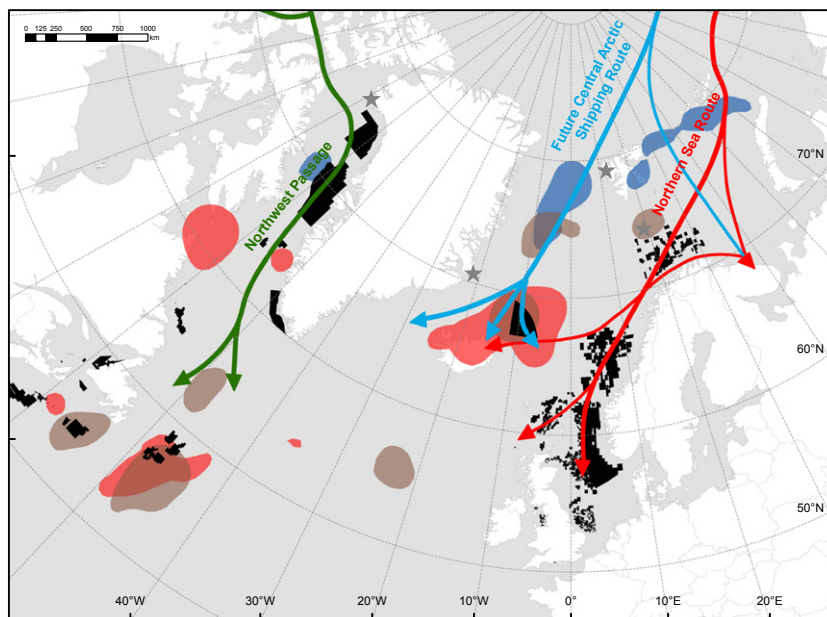 0 125 250 500 750 1000
km
Northwest Passage
Future Central Arctic
Shipping Route
Northern Sea Route
70°N
60°N
50°N
40°W 30°W 20°W 10°W 0° 10°E 20°E